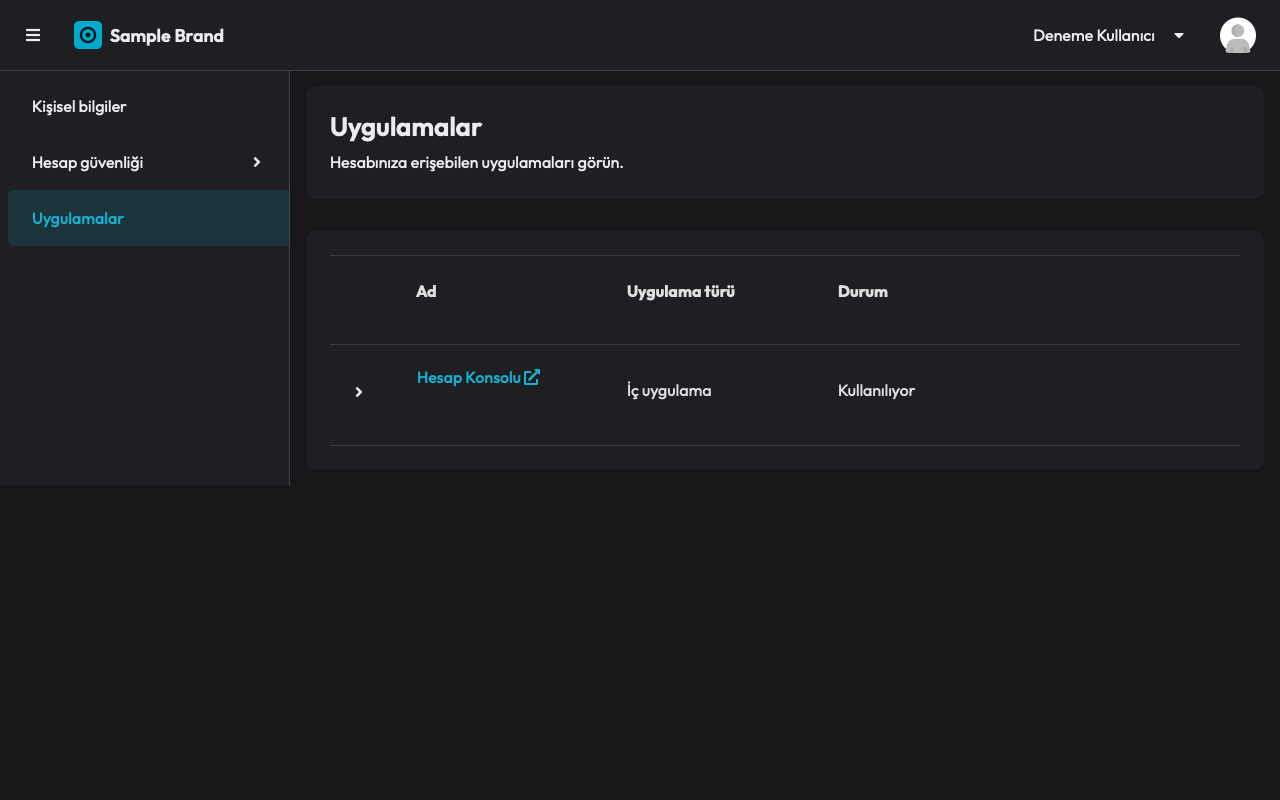 Sample Brand
Deneme Kullanıcı
Kişisel bilgiler
Hesap güvenliği
Uygulamalar
Uygulamalar
Hesabınıza erişebilen uygulamaları görün.
Ad Uygulama türü Durum
Hesap Konsolu İç uygulama Kullanılıyor